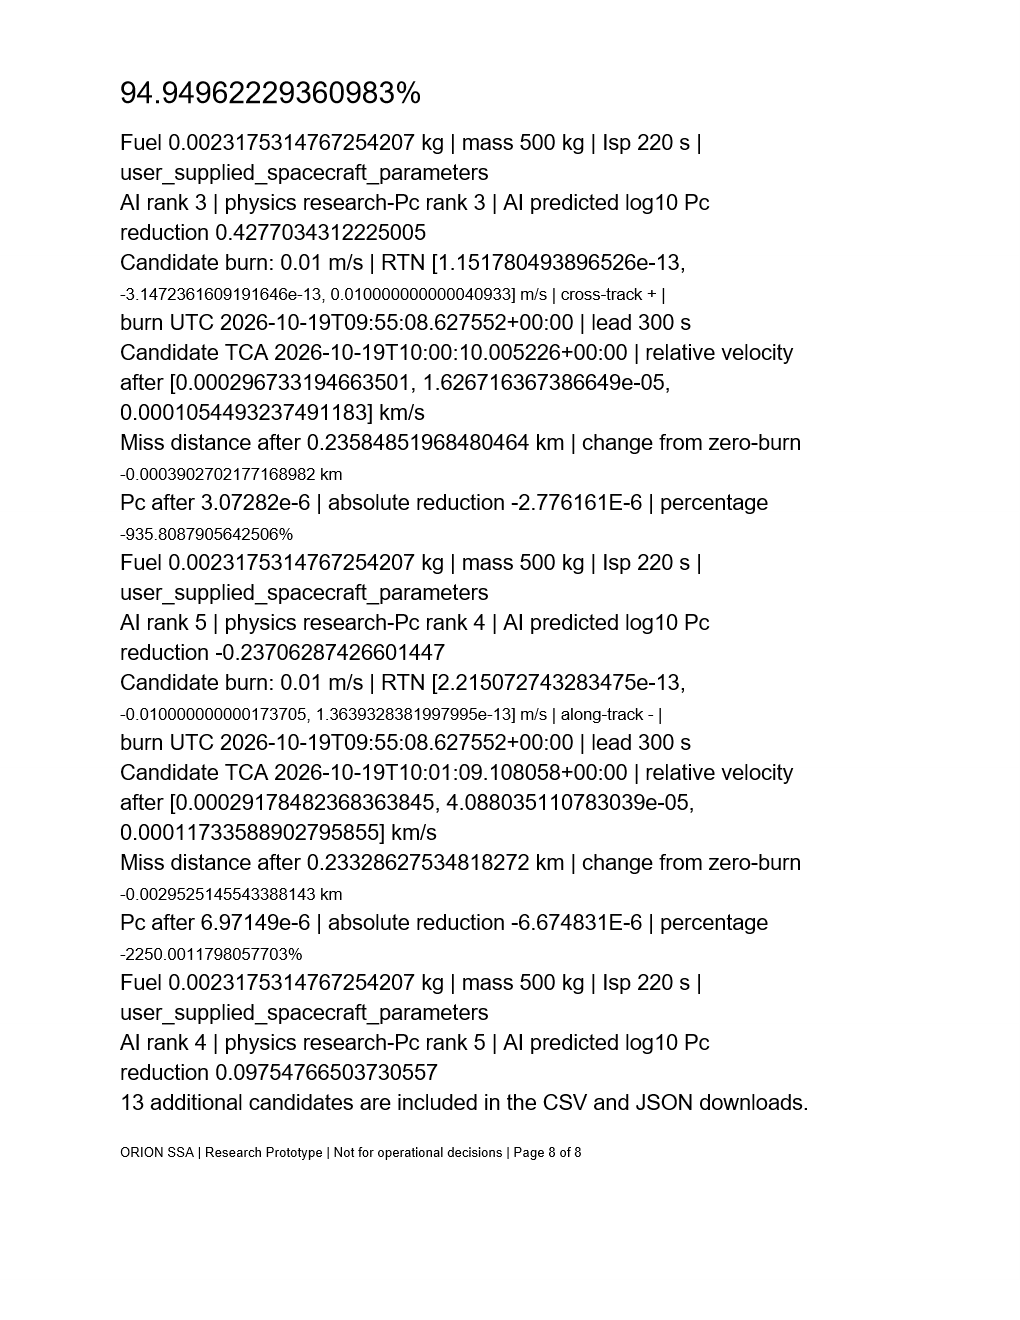 94.94962229360983%
Fuel 0.0023175314767254207 kg | mass 500 kg | Isp 220 s |
user_supplied_spacecraft_parameters
AI rank 3 | physics research-Pc rank 3 | AI predicted log10 Pc
reduction 0.4277034312225005
Candidate burn: 0.01 m/s | RTN [1.151780493896526e-13,
-3.1472361609191646e-13, 0.010000000000040933] m/s | cross-track + |
burn UTC 2026-10-19T09:55:08.627552+00:00 | lead 300 s
Candidate TCA 2026-10-19T10:00:10.005226+00:00 | relative velocity
after [0.000296733194663501, 1.626716367386649e-05,
0.0001054493237491183] km/s
Miss distance after 0.23584851968480464 km | change from zero-burn
-0.0003902702177168982 km
Pc after 3.07282e-6 | absolute reduction -2.776161E-6 | percentage
-935.8087905642506%
Fuel 0.0023175314767254207 kg | mass 500 kg | Isp 220 s |
user_supplied_spacecraft_parameters
AI rank 5 | physics research-Pc rank 4 | AI predicted log10 Pc
reduction -0.23706287426601447
Candidate burn: 0.01 m/s | RTN [2.215072743283475e-13,
-0.010000000000173705, 1.3639328381997995e-13] m/s | along-track - |
burn UTC 2026-10-19T09:55:08.627552+00:00 | lead 300 s
Candidate TCA 2026-10-19T10:01:09.108058+00:00 | relative velocity
after [0.00029178482368363845, 4.088035110783039e-05,
0.00011733588902795855] km/s
Miss distance after 0.23328627534818272 km | change from zero-burn
-0.0029525145543388143 km
Pc after 6.97149e-6 | absolute reduction -6.674831E-6 | percentage
-2250.0011798057703%
Fuel 0.0023175314767254207 kg | mass 500 kg | Isp 220 s |
user_supplied_spacecraft_parameters
AI rank 4 | physics research-Pc rank 5 | AI predicted log10 Pc
reduction 0.09754766503730557
13 additional candidates are included in the CSV and JSON downloads.
ORION SSA | Research Prototype | Not for operational decisions | Page 8 of 8